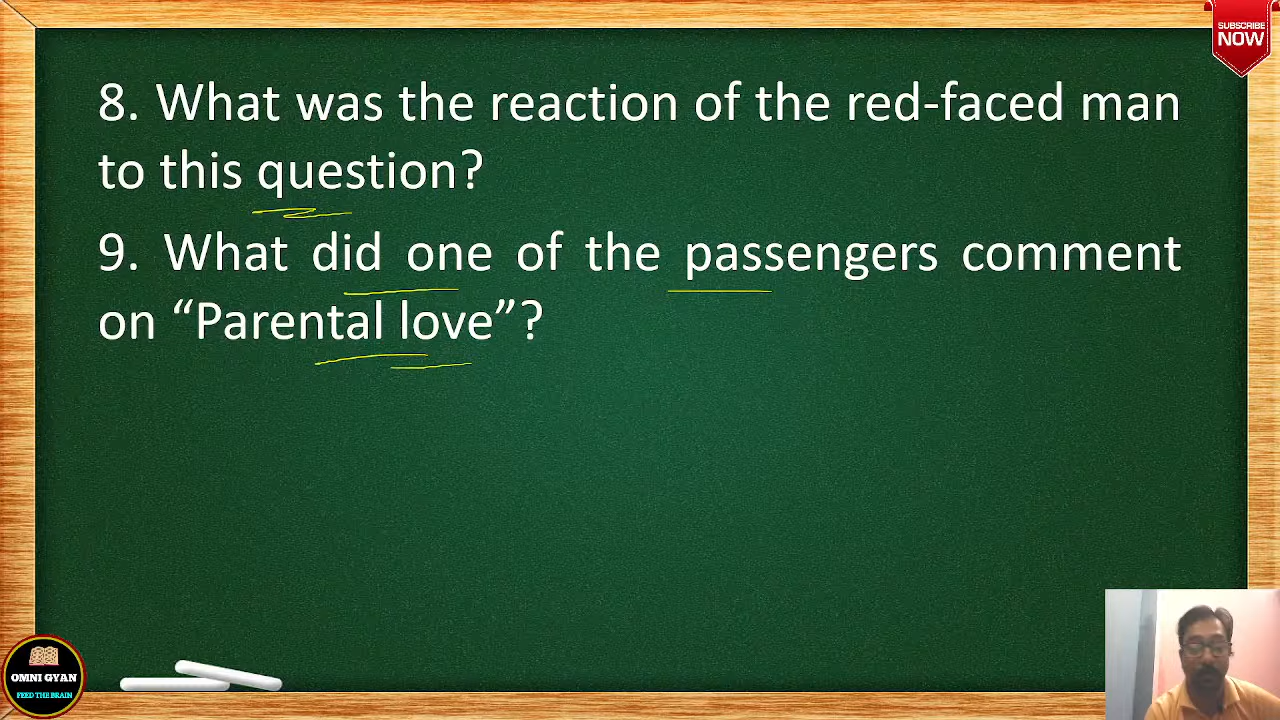 SUBSCRIBE
NOW
8. What was the reaction of the red-faced man
to this question?
9. What did one of the passengers comment
on “Parental love”?
OMNI GYAN
FEED THE BRAIN